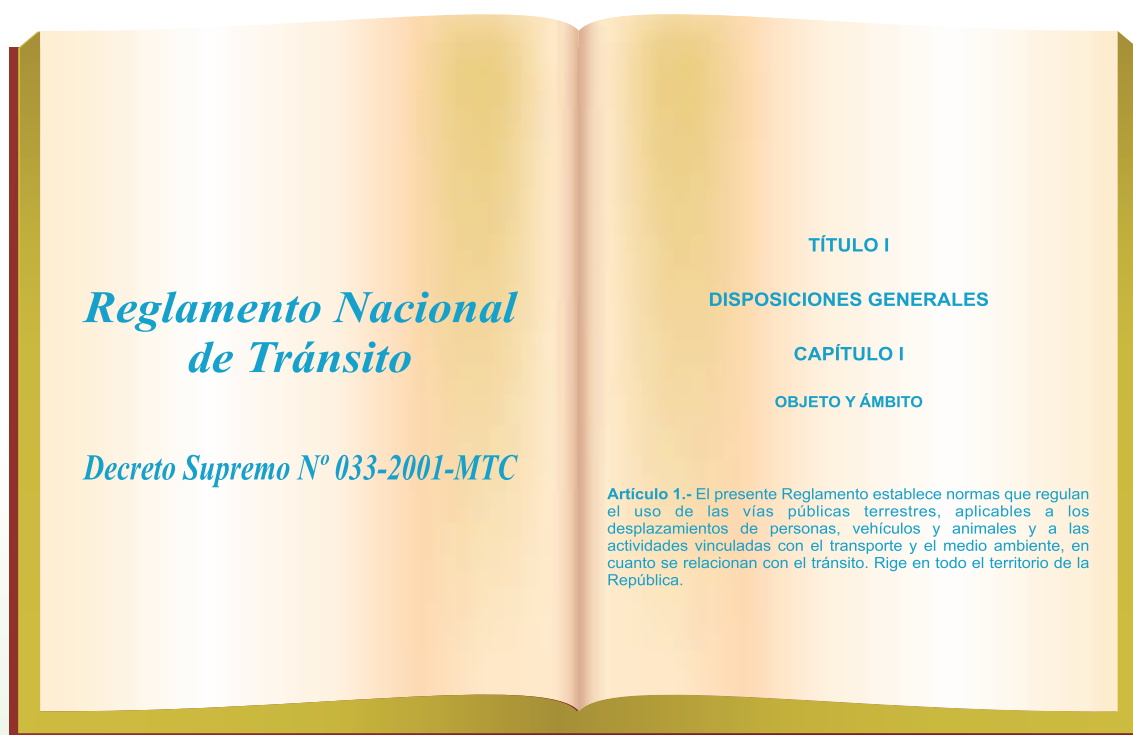 Reglamento Nacional
de Tránsito
Decreto Supremo Nº 033-2001-MTC
TÍTULO I
DISPOSICIONES GENERALES
CAPÍTULO I
OBJETO Y ÁMBITO
Artículo 1.- El presente Reglamento establece normas que regulan
el uso de las vías públicas terrestres, aplicables a los
desplazamientos de personas, vehículos y animales y a las
actividades vinculadas con el transporte y el medio ambiente, en
cuanto se relacionan con el tránsito. Rige en todo el territorio de la
República.